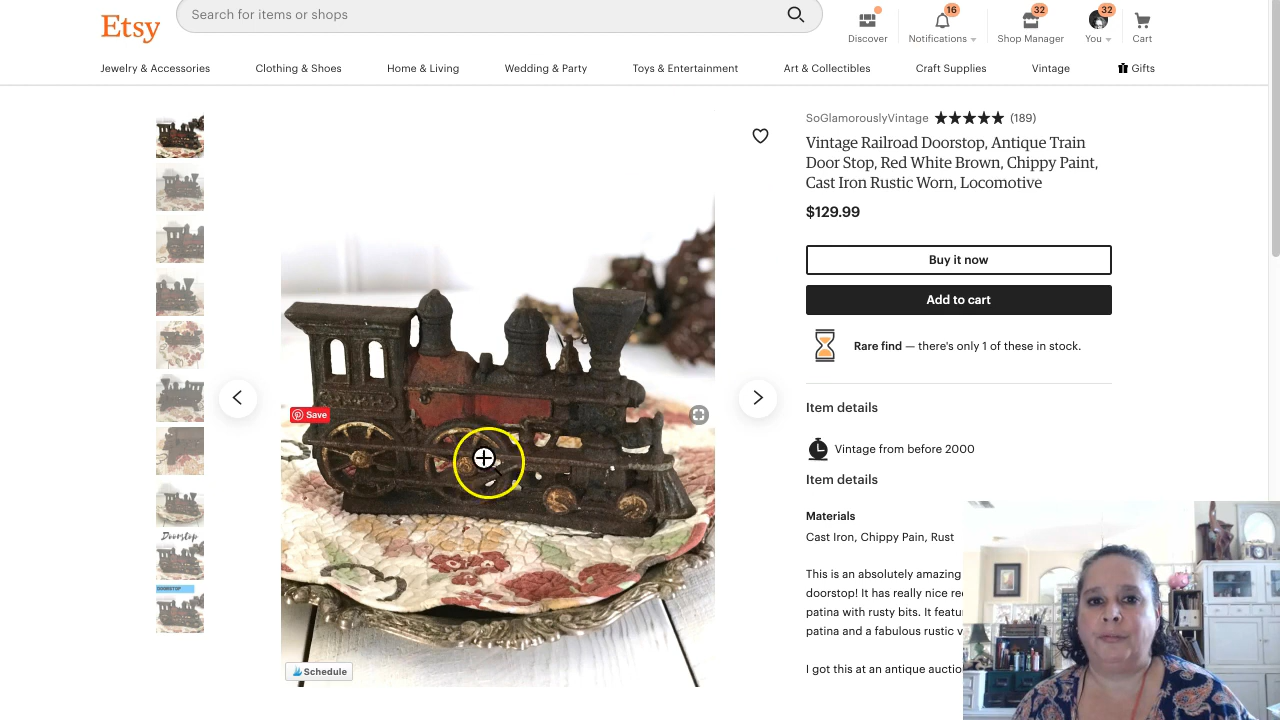 Etsy
Search for items or shops
16
32
32
Discover
Notifications
Shop Manager
You
Cart
Jewelry & Accessories
Clothing & Shoes
Home & Living
Wedding & Party
Toys & Entertainment
Art & Collectibles
Craft Supplies
Vintage
Gifts
SoGlamorouslyVintage ★★★★★ (189)
Vintage Railroad Doorstop, Antique Train
Door Stop, Red White Brown, Chippy Paint,
Cast Iron Rustic Worn, Locomotive
$129.99
Buy it now
Add to cart
Rare find — there's only 1 of these in stock.
Item details
Vintage from before 2000
Item details
Materials
Cast Iron, Chippy Pain, Rust
This is an absolutely amazing
doorstop! It has really nice
patina with rusty bits. It
patina and a fabulous rustic
I got this at an antique
Save
Doorstop
DOORSTOP
Schedule